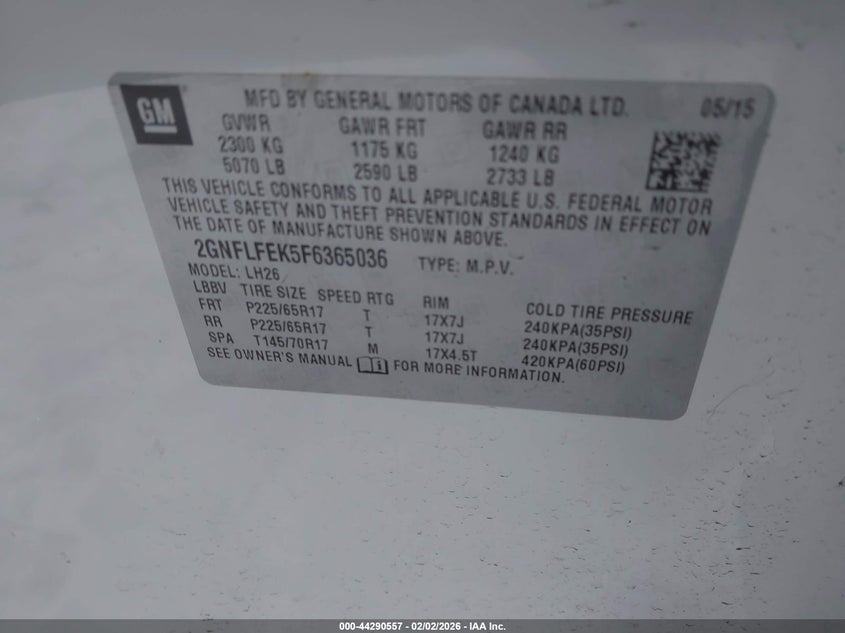 GM
MFD BY GENERAL MOTORS OF CANADA LTD. 05/15
GVWR GAWR FRT GAWR RR
2300 KG 1175 KG 1240 KG
5070 LB 2590 LB 2733 LB
THIS VEHICLE CONFORMS TO ALL APPLICABLE U.S. FEDERAL MOTOR
VEHICLE SAFETY AND THEFT PREVENTION STANDARDS IN EFFECT ON
THE DATE OF MANUFACTURE SHOWN ABOVE.
2GNFLFEK5F6365036 TYPE: M.P.V.
MODEL: LH26
LBBV TIRE SIZE SPEED RTG RIM COLD TIRE PRESSURE
FRT P225/65R17 T 17X7J 240KPA(35PSI)
RR P225/65R17 T 17X7J 240KPA(35PSI)
SPA T145/70R17 M 17X4.5T 420KPA(60PSI)
SEE OWNER'S MANUAL i FOR MORE INFORMATION.
000-44290557 - 02/02/2026 - IAA Inc.